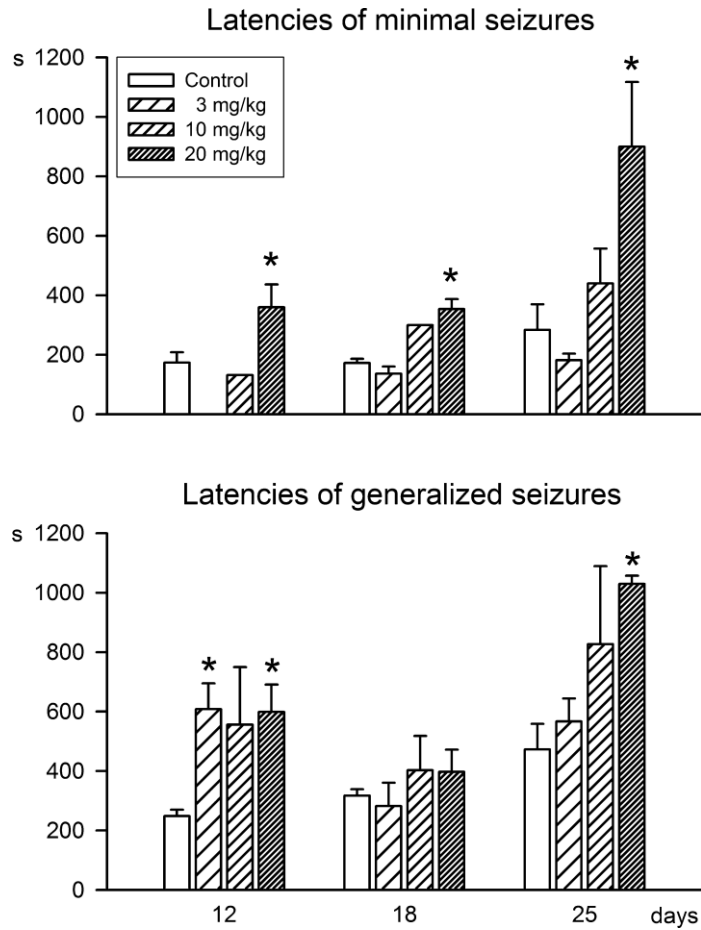 Latencies of minimal seizures
s
1200
1000
800
600
400
200
0
Control
3 mg/kg
10 mg/kg
20 mg/kg
*
*
*
Latencies of generalized seizures
s
1200
1000
800
600
400
200
0
*
*
*
12 18 25 days